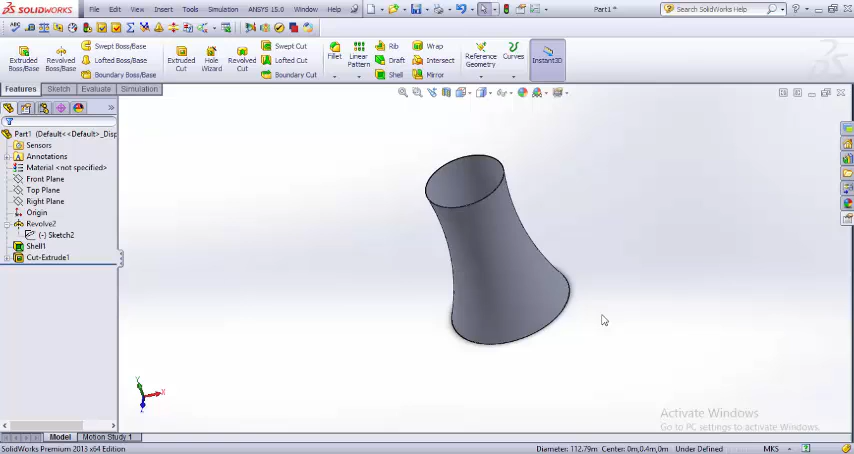 SOLIDWORKS File Edit View Insert Tools Simulation ANSYS 15.0 Window Help Part1 * Search SolidWorks Help
Extruded Boss/Base Revolved Boss/Base Swept Boss/Base Lofted Boss/Base Boundary Boss/Base Extruded Cut Hole Wizard Revolved Cut Swept Cut Lofted Cut Boundary Cut Fillet Linear Pattern Rib Draft Shell Wrap Intersect Mirror Reference Geometry Curves Instant3D
Features Sketch Evaluate Simulation
Part1 (Default<<Default>_Disp
Sensors
Annotations
Material <not specified>
Front Plane
Top Plane
Right Plane
Origin
Revolve2
(-) Sketch2
Shell1
Cut-Extrude1
X
Activate Windows
Go to PC settings to activate Windows.
Model Motion Study 1
SolidWorks Premium 2013 x64 Edition Diameter: 112.79m Center: 0m,0.4m,0m Under Defined MKS